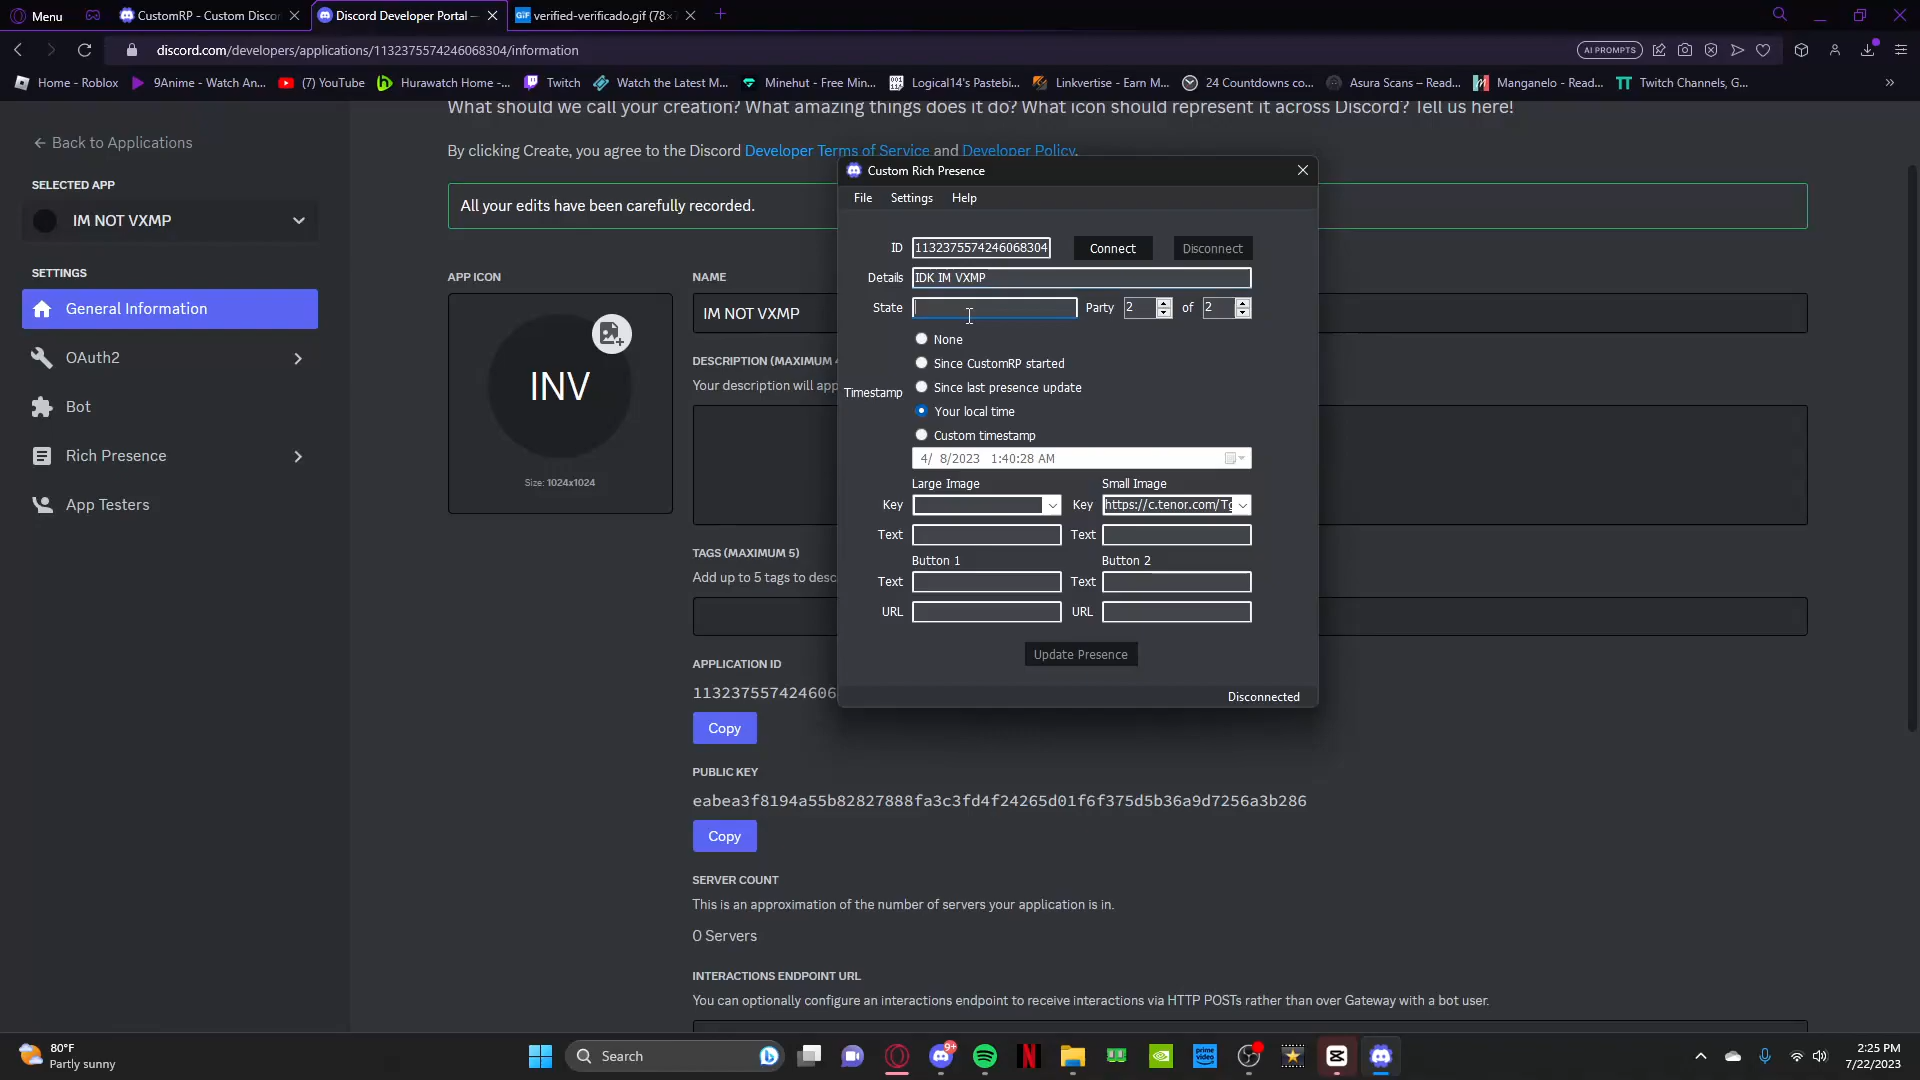 Menu
CustomRP - Custom Disco
Discord Developer Portal —
GIF
verified-verificado.gif (78×7
discord.com/developers/applications/1132375574246068304/information
AI PROMPTS
Home - Roblox
9Anime - Watch An...
(7) YouTube
Hurawatch Home -...
Twitch
Watch the Latest M...
Minehut - Free Min...
Logical14's Pastebi...
Linkvertise - Earn M...
24 Countdowns co...
Asura Scans – Read...
Manganelo - Read...
Twitch Channels, G...
What should we call your creation? What amazing things does it do? What icon should represent it across Discord? Tell us here!
By clicking Create, you agree to the Discord Developer Terms of Service and Developer Policy.
All your edits have been carefully recorded.
Back to Applications
SELECTED APP
IM NOT VXMP
SETTINGS
General Information
OAuth2
Bot
Rich Presence
App Testers
APP ICON
INV
Size: 1024x1024
NAME
IM NOT VXMP
DESCRIPTION (MAXIMUM 4
Your description will app
TAGS (MAXIMUM 5)
Add up to 5 tags to desc
APPLICATION ID
113237557424606
Copy
PUBLIC KEY
eabea3f8194a55b82827888fa3c3fd4f24265d01f6f375d5b36a9d7256a3b286
Copy
SERVER COUNT
This is an approximation of the number of servers your application is in.
0 Servers
INTERACTIONS ENDPOINT URL
You can optionally configure an interactions endpoint to receive interactions via HTTP POSTs rather than over Gateway with a bot user.
Custom Rich Presence
File Settings Help
ID 1132375574246068304 Connect Disconnect
Details IDK IM VXMP
State Party 2 of 2
None
Since CustomRP started
Since last presence update
Timestamp
Your local time
Custom timestamp
4/ 8/2023 1:40:28 AM
Large Image Small Image
Key Key https://c.tenor.com/Tg
Text Text
Button 1 Button 2
Text Text
URL URL
Update Presence
Disconnected
80°F
Partly sunny
Search
9+
prime video
2:25 PM
7/22/2023